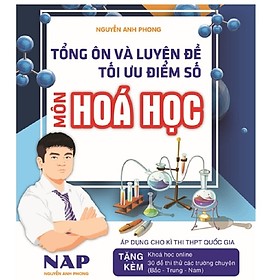 NGUYỄN ANH PHONG
TỔNG ÔN VÀ LUYỆN ĐỀ
TỐI ƯU ĐIỂM SỐ
MÔN
HOÁ HỌC
ÁP DỤNG CHO KÌ THI THPT QUỐC GIA
TẶNG KÈM
Khoá học online
30 đề thi thử các trường chuyên
(Bắc - Trung - Nam)
NAP
NGUYỄN ANH PHONG